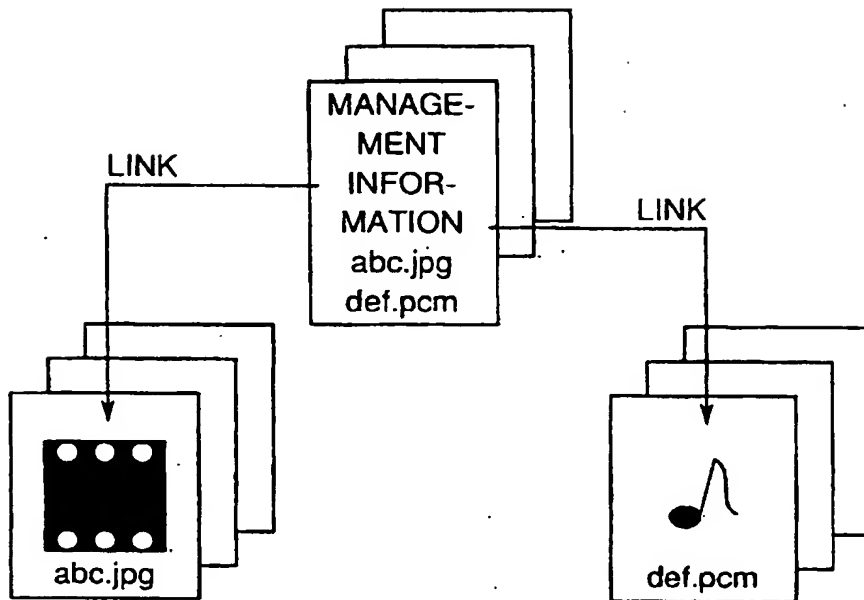 MANAGE-
MENT
INFOR-
MATION
abc.jpg
def.pcm
LINK
LINK
abc.jpg
def.pcm